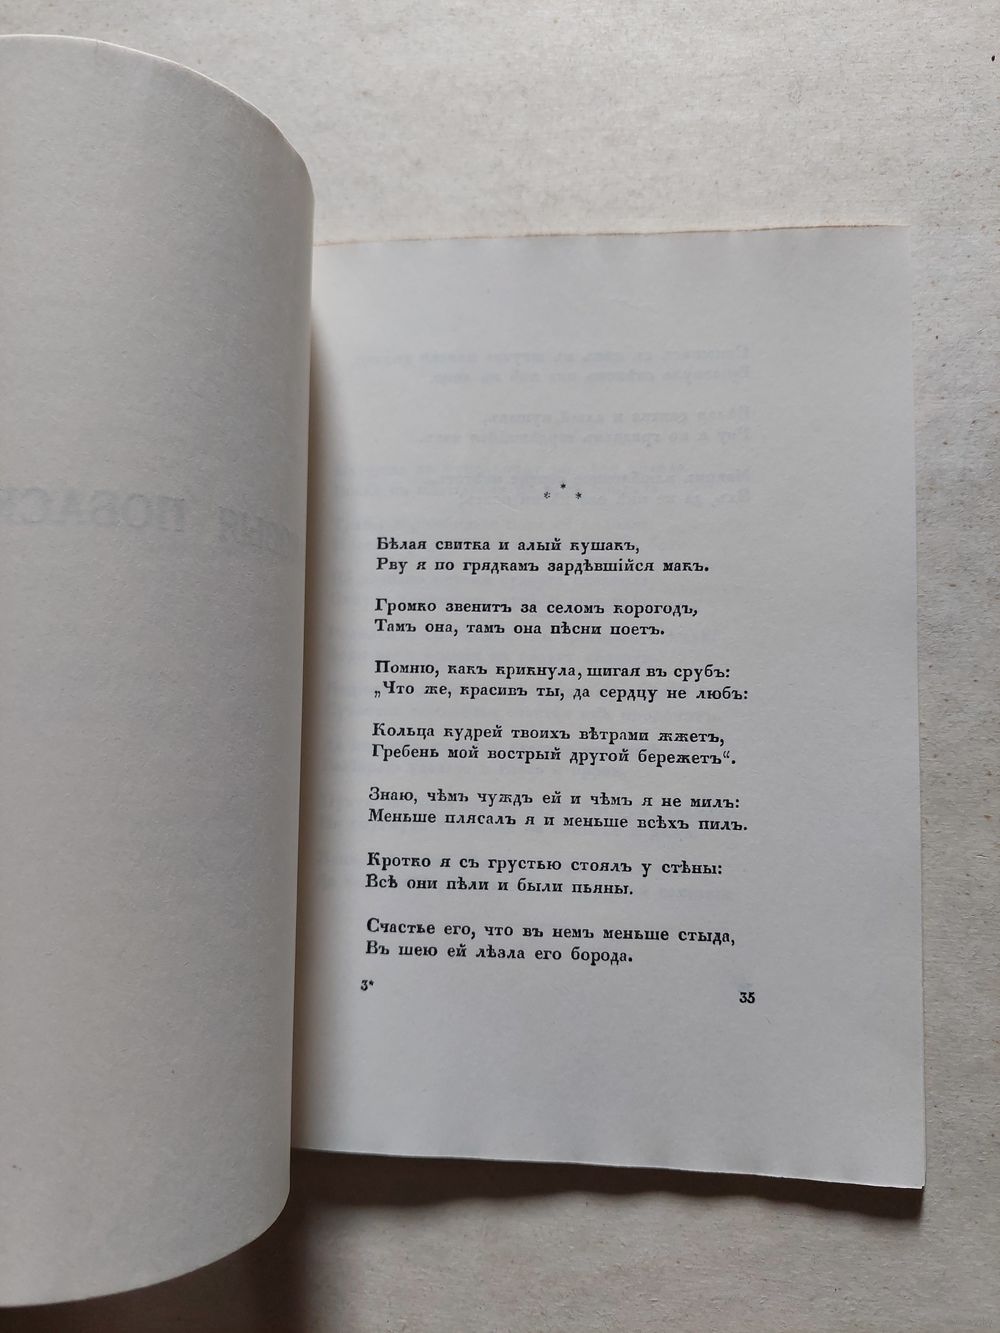 * * *
Бѣлая свитка и алый кушакъ,
Рву я по грядкамъ зардѣвшійся макъ.
Громко звенитъ за селомъ корогодъ,
Тамъ она, тамъ она пѣсни поетъ.
Помню, какъ крикнула, шигая въ срубъ:
„Что же, красивъ ты, да сердцу не любъ:
Кольца кудрей твоихъ вѣтрами жжетъ,
Гребень мой вострый другой бережетъ“.
Знаю, чѣмъ чуждъ ей и чѣмъ я не милъ:
Меньше плясалъ я и меньше всѣхъ пилъ.
Кротко я съ грустью стоялъ у стѣны:
Всѣ они пѣли и были пьяны.
Счастье его, что въ немъ меньше стыда,
Въ шею ей лѣзла его борода.
3*
35